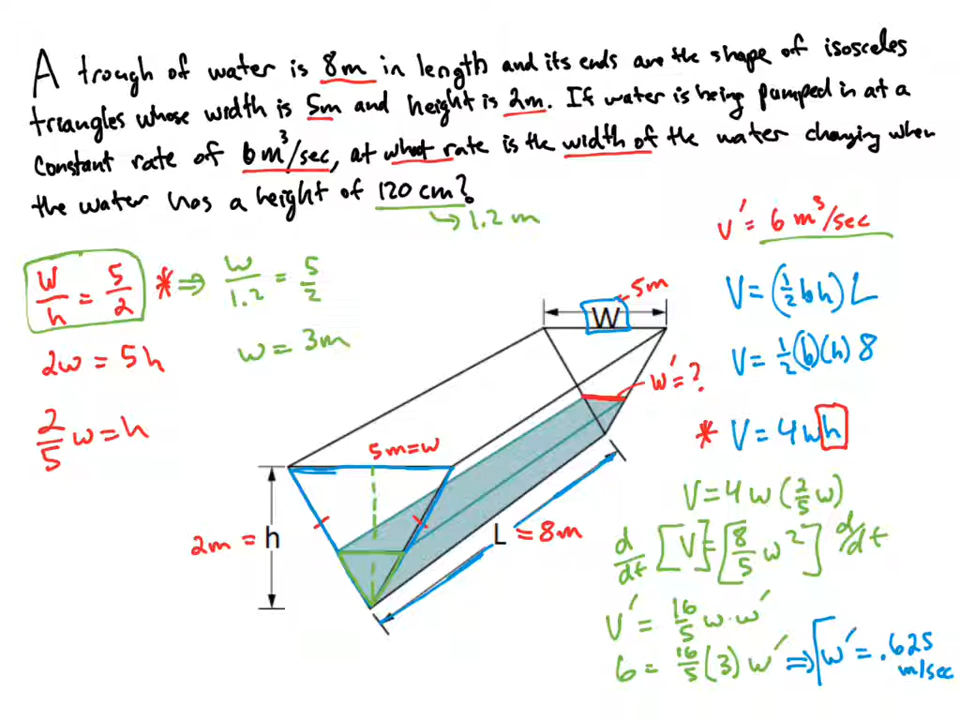 A trough of water is 8m in length and its ends are the shape of isosceles
triangles whose width is 5m and height is 2m. If water is being pumped in at a
constant rate of 6 m³/sec, at what rate is the width of the water changing when
the water has a height of 120 cm?
↳ 1.2 m
V' = 6 m³/sec
W/h = 5/2 * ⇒ W/1.2 = 5/2
2w = 5h
w = 3m
2/5 w = h
V = (½bh)L
V = ½(b)(h)8
* V = 4wh
V = 4w(2/5 w)
d/dt [V] = [8/5 w²] d/dt
V' = 16/5 w·w'
6 = 16/5 (3) w' ⇒ w' = .625
m/sec
5m
W
w' = ?
5m = w
2m = h
L = 8m